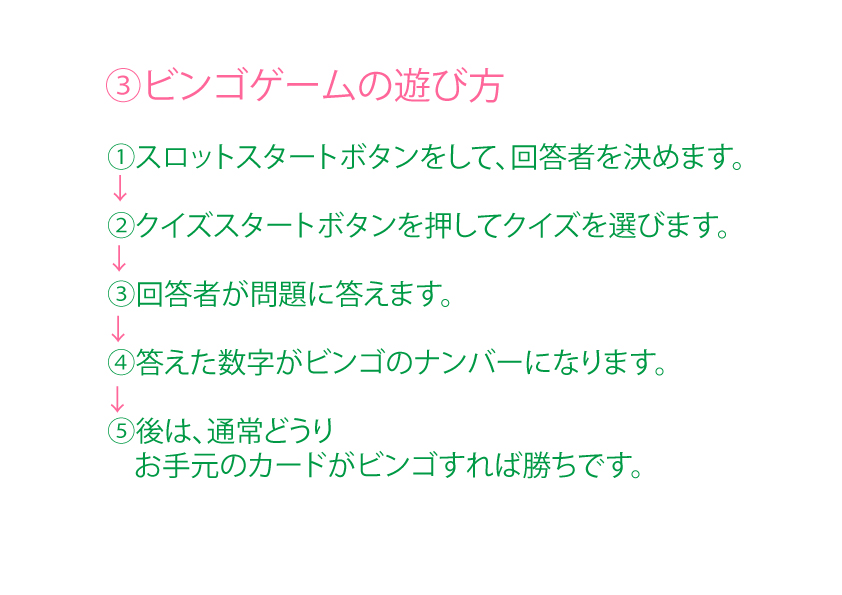 ③ビンゴゲームの遊び方
①スロットスタートボタンをして、回答者を決めます。
↓
②クイズスタートボタンを押してクイズを選びます。
↓
③回答者が問題に答えます。
↓
④答えた数字がビンゴのナンバーになります。
↓
⑤後は、通常どうり
お手元のカードがビンゴすれば勝ちです。